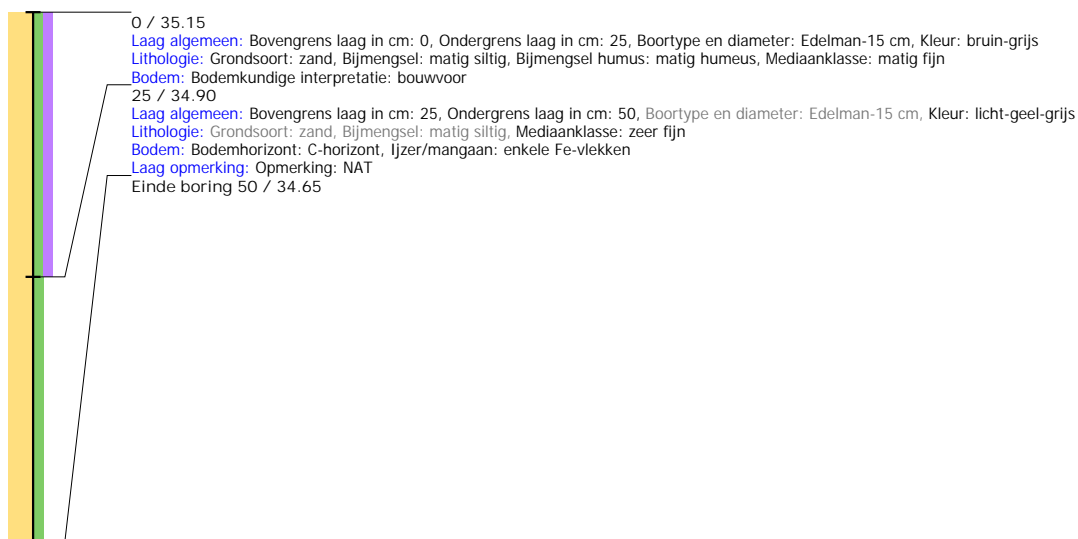 0 / 35.15
Laag algemeen: Bovengrens laag in cm: 0, Ondergrens laag in cm: 25, Boortype en diameter: Edelman-15 cm, Kleur: bruin-grijs
Lithologie: Grondsoort: zand, Bijmengsel: matig siltig, Bijmengsel humus: matig humeus, Mediaanklasse: matig fijn
Bodem: Bodemkundige interpretatie: bouwvoor
25 / 34.90
Laag algemeen: Bovengrens laag in cm: 25, Ondergrens laag in cm: 50, Boortype en diameter: Edelman-15 cm, Kleur: licht-geel-grijs
Lithologie: Grondsoort: zand, Bijmengsel: matig siltig, Mediaanklasse: zeer fijn
Bodem: Bodemhorizont: C-horizont, Ijzer/mangaan: enkele Fe-vlekken
Laag opmerking: Opmerking: NAT
Einde boring 50 / 34.65